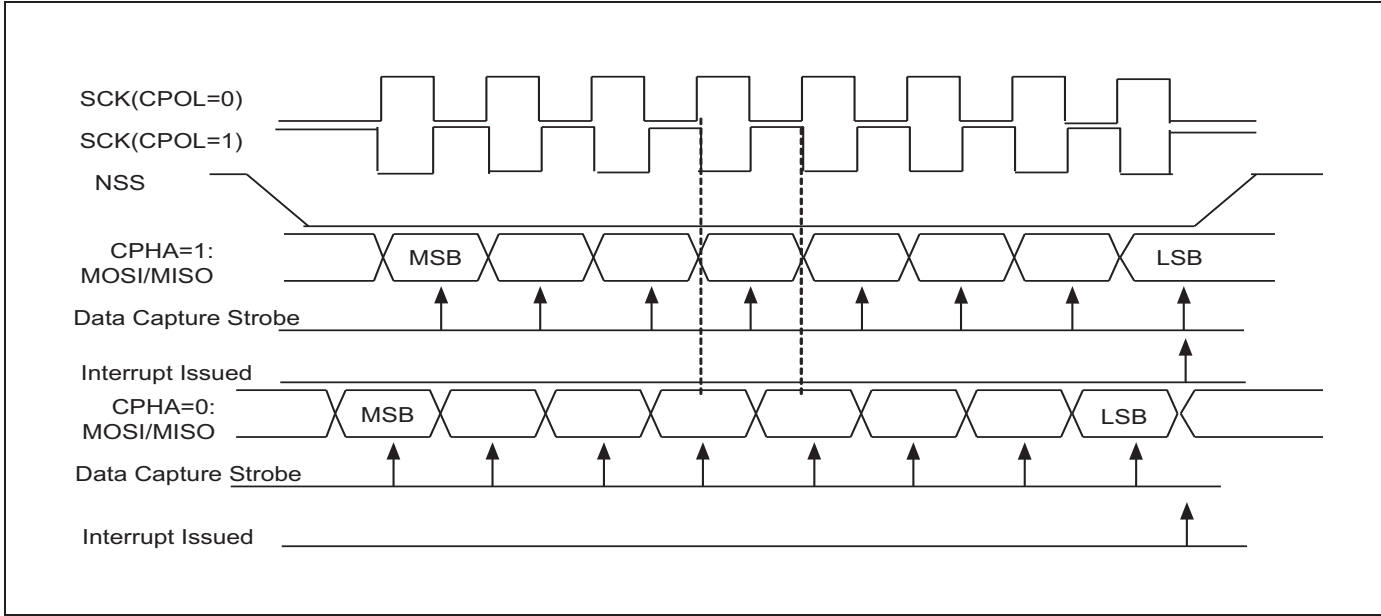 SCK(CPOL=0)
SCK(CPOL=1)
NSS
CPHA=1:
MOSI/MISO
MSB
LSB
Data Capture Strobe
Interrupt Issued
CPHA=0:
MOSI/MISO
MSB
LSB
Data Capture Strobe
Interrupt Issued